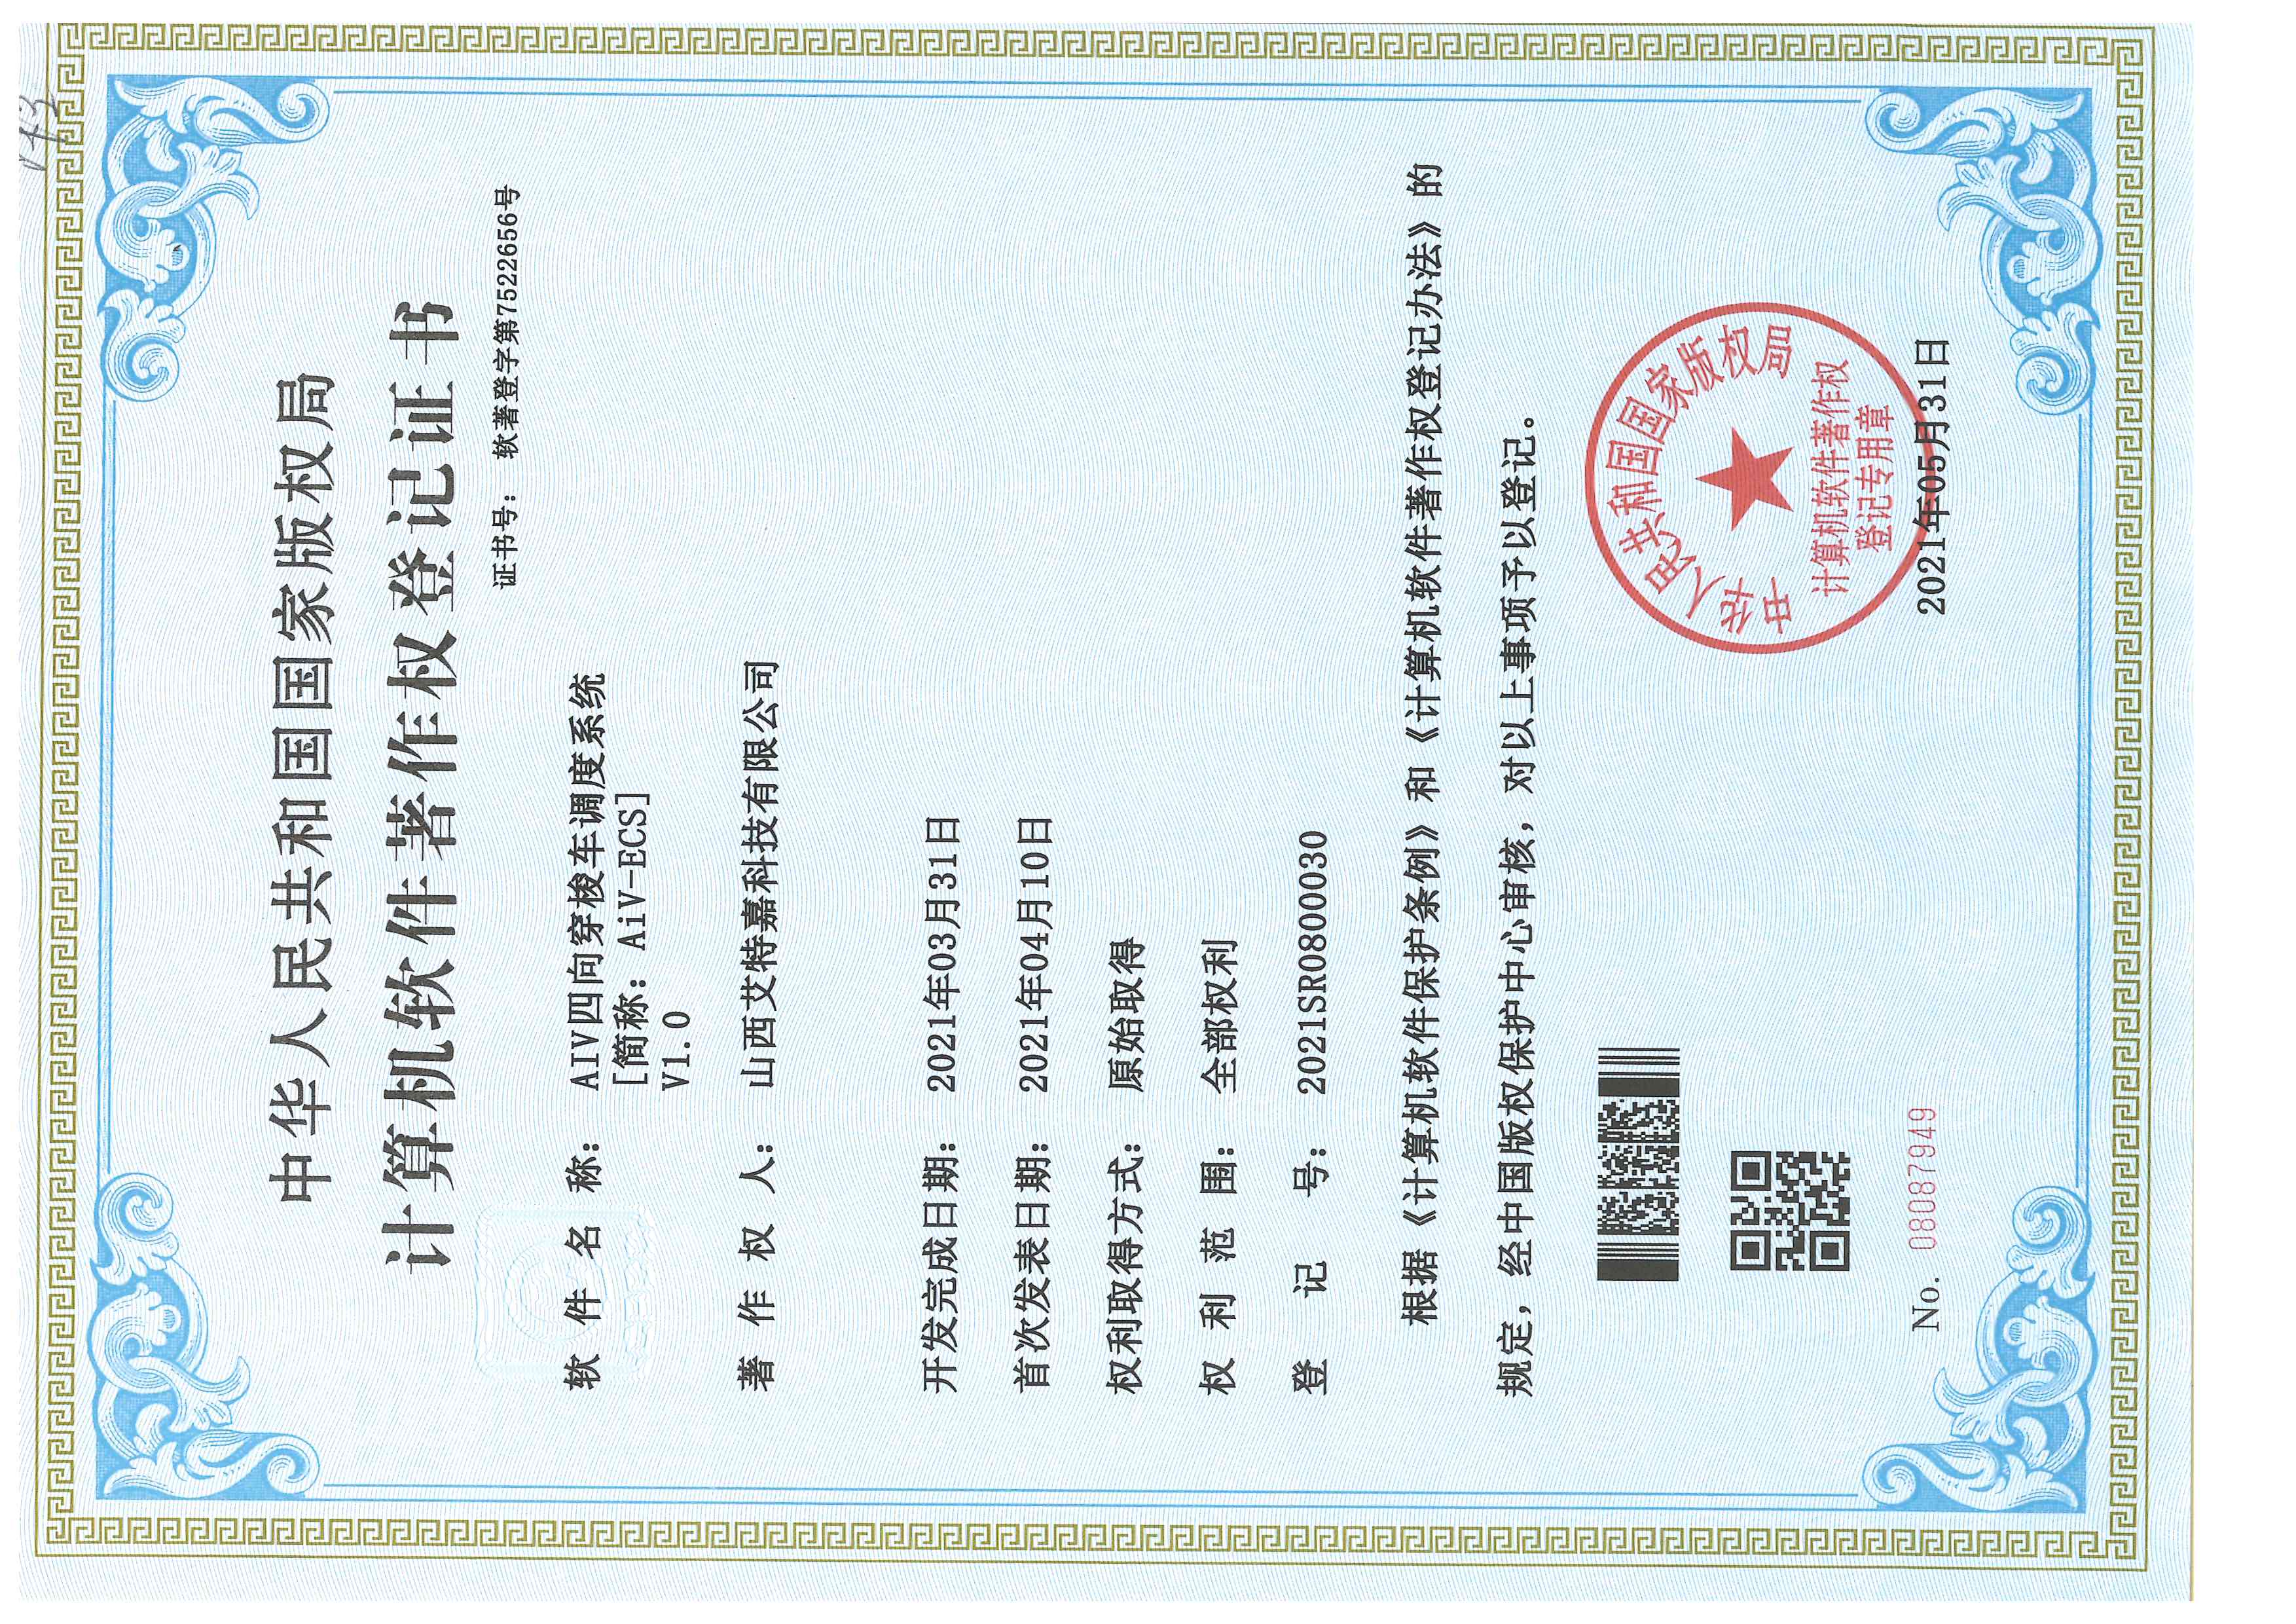 中华人民共和国国家版权局
计算机软件著作权登记证书
证书号： 软著登字第7522656号
软件名称： AIV四向穿梭车调度系统
[简称：AiV-ECS]
V1.0
著作权人： 山西艾特嘉科技有限公司
开发完成日期： 2021年03月31日
首次发表日期： 2021年04月10日
权利取得方式： 原始取得
权利范围： 全部权利
登记号： 2021SR0800030
根据《计算机软件保护条例》和《计算机软件著作权登记办法》的
规定，经中国版权保护中心审核，对以上事项予以登记。
中华人民共和国国家版权局
计算机软件著作权
登记专用章
No. 08087949
2021年05月31日